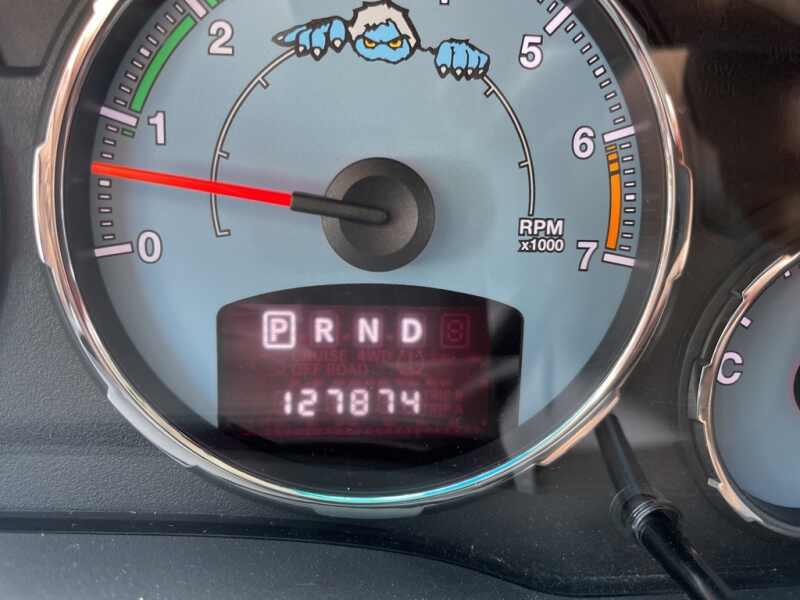 2
5
1
6
0
RPM
x1000
7
P R N D
CRUISE 4WD
OFF ROAD
127874
C